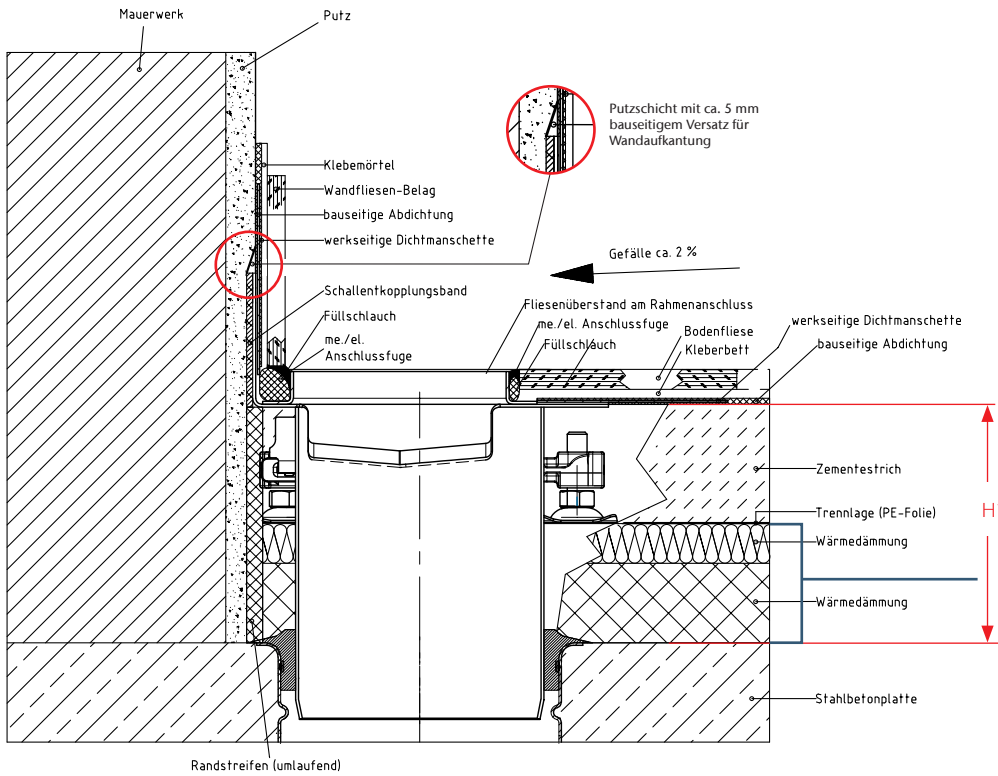 Mauerwerk
Putz
Putzschicht mit ca. 5 mm
bauseitigem Versatz für
Wandaufkantung
Klebemörtel
Wandfliesen-Belag
bauseitige Abdichtung
werkseitige Dichtmanschette
Gefälle ca. 2 %
Schallentkopplungsband
Füllschlauch
me./el.
Anschlussfuge
Fliesenüberstand am Rahmenanschluss
me./el. Anschlussfuge
Füllschlauch
Bodenfliese
Kleberbett
werkseitige Dichtmanschette
bauseitige Abdichtung
Zementestrich
H
Trennlage (PE-Folie)
Wärmedämmung
Wärmedämmung
Stahlbetonplatte
Randstreifen (umlaufend)